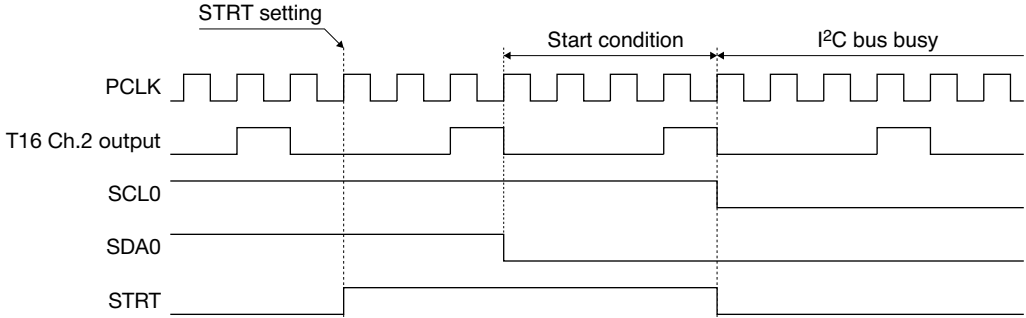 STRT setting
Start condition
I²C bus busy
PCLK
T16 Ch.2 output
SCL0
SDA0
STRT